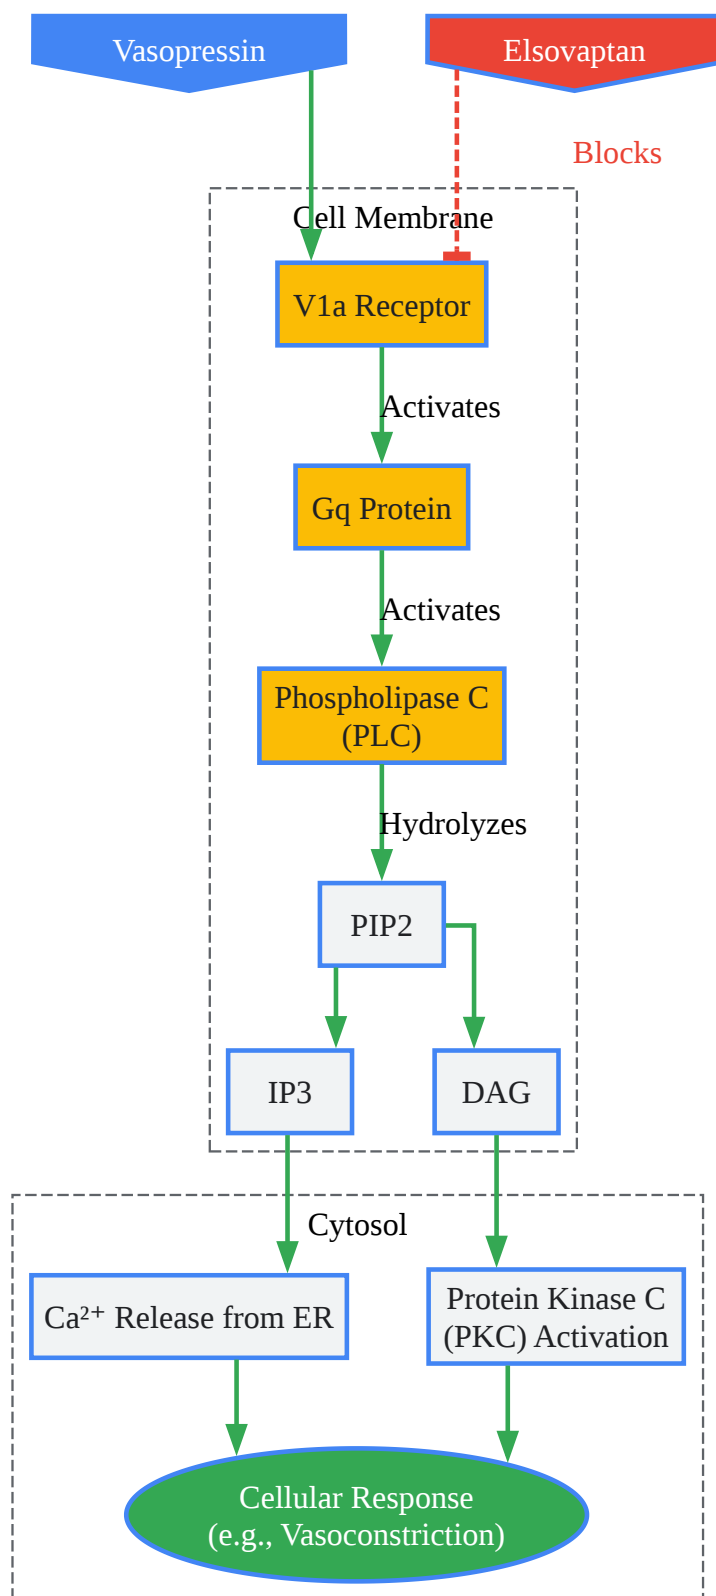 Vasopressin
Elsovaptan
Blocks
Cell Membrane
V1a Receptor
Activates
Gq Protein
Activates
Phospholipase C
(PLC)
Hydrolyzes
PIP2
IP3
DAG
Cytosol
Ca²⁺ Release from ER
Protein Kinase C
(PKC) Activation
Cellular Response
(e.g., Vasoconstriction)